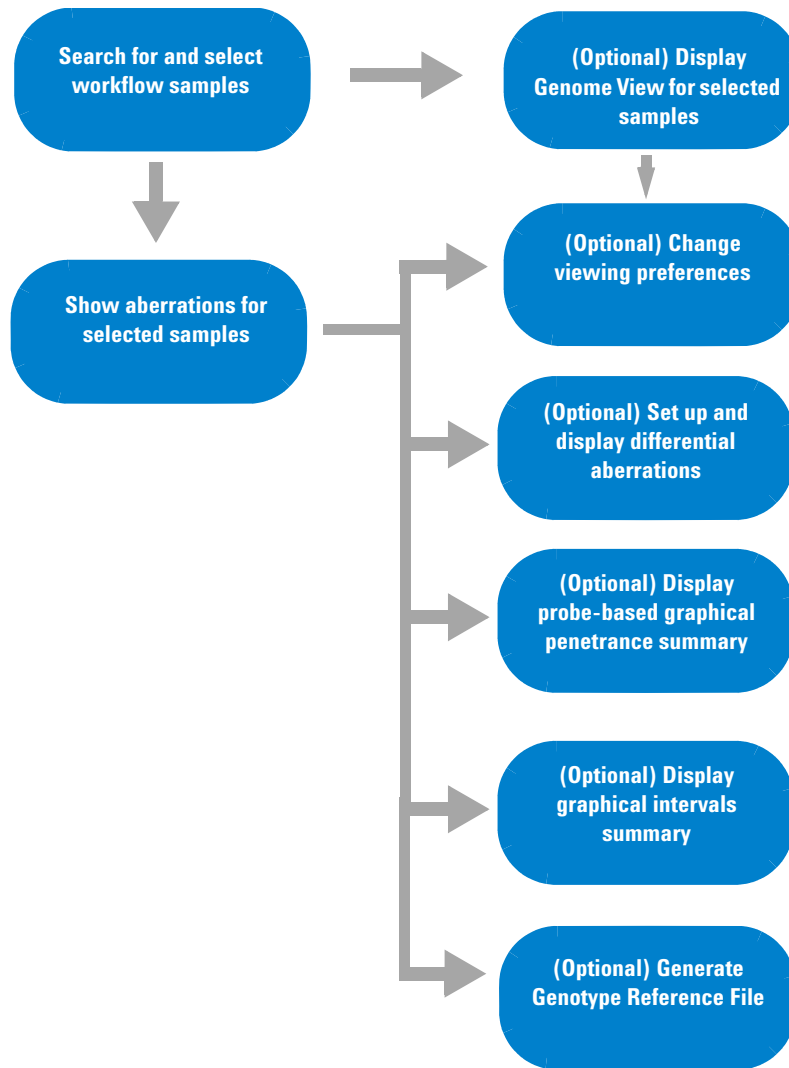 Search for and select
workflow samples
(Optional) Display
Genome View for selected
samples
Show aberrations for
selected samples
(Optional) Change
viewing preferences
(Optional) Set up and
display differential
aberrations
(Optional) Display
probe-based graphical
penetrance summary
(Optional) Display
graphical intervals
summary
(Optional) Generate
Genotype Reference File